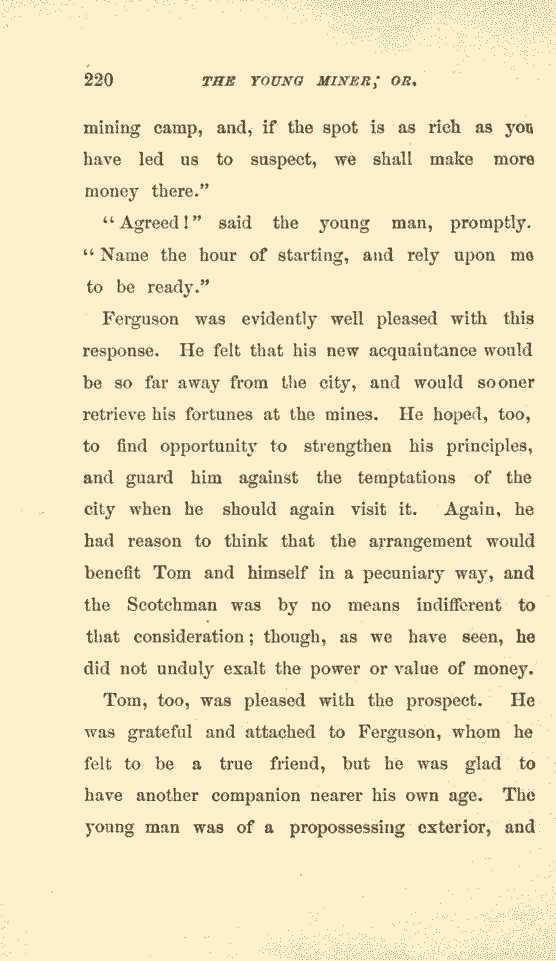 220 THE YOUNG MINER; OR,
mining camp, and, if the spot is as rich as you
have led us to suspect, we shall make more
money there."
"Agreed!" said the young man, promptly.
"Name the hour of starting, and rely upon me
to be ready."
Ferguson was evidently well pleased with this
response. He felt that his new acquaintance would
be so far away from the city, and would sooner
retrieve his fortunes at the mines. He hoped, too,
to find opportunity to strengthen his principles,
and guard him against the temptations of the
city when he should again visit it. Again, he
had reason to think that the arrangement would
benefit Tom and himself in a pecuniary way, and
the Scotchman was by no means indifferent to
that consideration; though, as we have seen, he
did not unduly exalt the power or value of money.
Tom, too, was pleased with the prospect. He
was grateful and attached to Ferguson, whom he
felt to be a true friend, but he was glad to
have another companion nearer his own age. The
young man was of a propossessing exterior, and